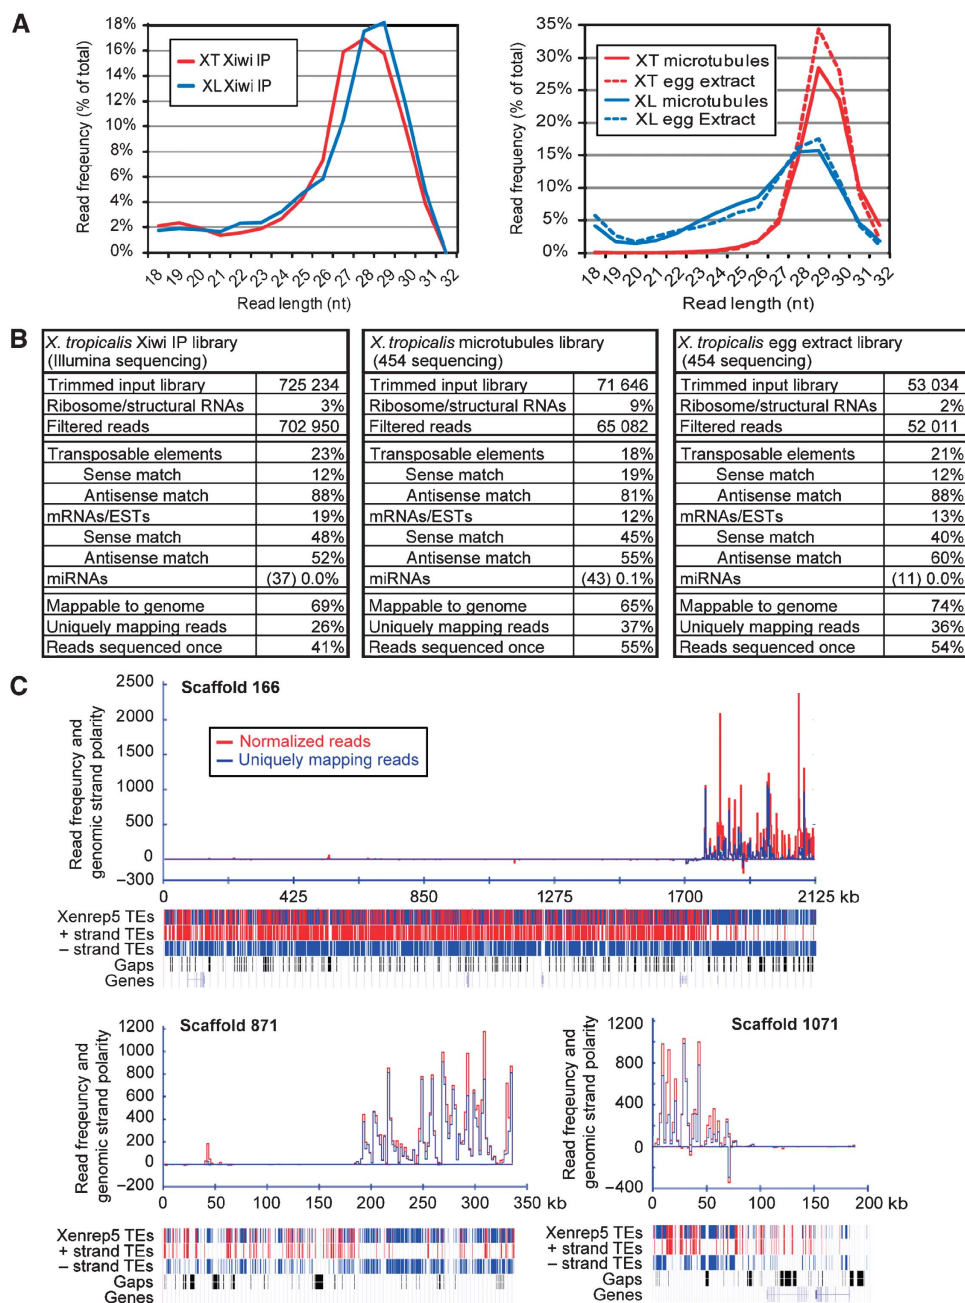 A
18%
16%
14%
12%
10%
8%
6%
4%
2%
0%
Read freqeuncy (% of total)
XT Xiwi IP
XL Xiwi IP
18 19 20 21 22 23 24 25 26 27 28 29 30 31 32
Read length (nt)
35%
30%
25%
20%
15%
10%
5%
0%
Read frequency (% of total)
XT microtubules
XT egg extract
XL microtubules
XL egg Extract
18 19 20 21 22 23 24 25 26 27 28 29 30 31 32
Read length (nt)
B
X. tropicalis Xiwi IP library
(Illumina sequencing)
Trimmed input library 725 234
Ribosome/structural RNAs 3%
Filtered reads 702 950
Transposable elements 23%
Sense match 12%
Antisense match 88%
mRNAs/ESTs 19%
Sense match 48%
Antisense match 52%
miRNAs (37) 0.0%
Mappable to genome 69%
Uniquely mapping reads 26%
Reads sequenced once 41%
X. tropicalis microtubules library
(454 sequencing)
Trimmed input library 71 646
Ribosome/structural RNAs 9%
Filtered reads 65 082
Transposable elements 18%
Sense match 19%
Antisense match 81%
mRNAs/ESTs 12%
Sense match 45%
Antisense match 55%
miRNAs (43) 0.1%
Mappable to genome 65%
Uniquely mapping reads 37%
Reads sequenced once 55%
X. tropicalis egg extract library
(454 sequencing)
Trimmed input library 53 034
Ribosome/structural RNAs 2%
Filtered reads 52 011
Transposable elements 21%
Sense match 12%
Antisense match 88%
mRNAs/ESTs 13%
Sense match 40%
Antisense match 60%
miRNAs (11) 0.0%
Mappable to genome 74%
Uniquely mapping reads 36%
Reads sequenced once 54%
C
Scaffold 166
Read freqeuncy and
genomic strand polarity
2500
2000
1500
1000
500
0
−300
Normalized reads
Uniquely mapping reads
0 425 850 1275 1700 2125 kb
Xenrep5 TEs
+ strand TEs
− strand TEs
Gaps
Genes
Scaffold 871
Read freqeuncy and
genomic strand polarity
1200
1000
800
600
400
200
0
−200
0 50 100 150 200 250 300 350 kb
Xenrep5 TEs
+ strand TEs
− strand TEs
Gaps
Genes
Scaffold 1071
Read freqeuncy and
genomic strand polarity
1200
800
400
0
−400
0 50 100 150 200 kb
Xenrep5 TEs
+ strand TEs
− strand TEs
Gaps
Genes